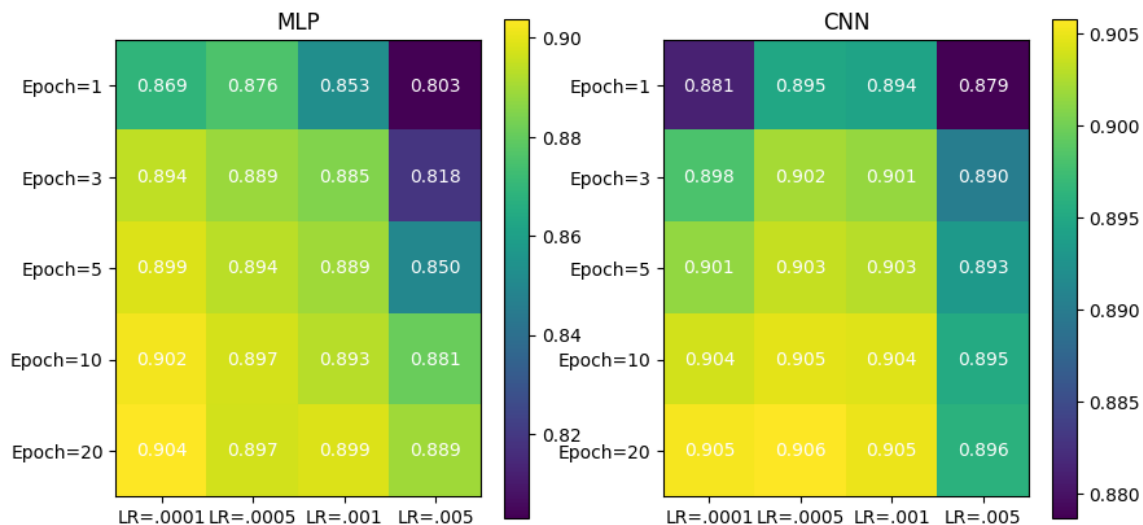 MLP
Epoch=1 0.869 0.876 0.853 0.803
Epoch=3 0.894 0.889 0.885 0.818
Epoch=5 0.899 0.894 0.889 0.850
Epoch=10 0.902 0.897 0.893 0.881
Epoch=20 0.904 0.897 0.899 0.889
LR=.0001 LR=.0005 LR=.001 LR=.005
0.90
0.88
0.86
0.84
0.82
CNN
Epoch=1 0.881 0.895 0.894 0.879
Epoch=3 0.898 0.902 0.901 0.890
Epoch=5 0.901 0.903 0.903 0.893
Epoch=10 0.904 0.905 0.904 0.895
Epoch=20 0.905 0.906 0.905 0.896
LR=.0001 LR=.0005 LR=.001 LR=.005
0.905
0.900
0.895
0.890
0.885
0.880